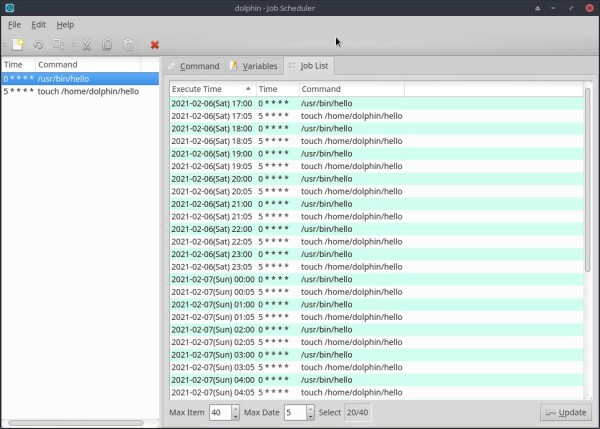 dolphin - Job Scheduler
File Edit Help
Time Command
0 * * * * /usr/bin/hello
5 * * * * touch /home/dolphin/hello
Command Variables Job List
Execute Time Time Command
2021-02-06(Sat) 17:00 0 * * * * /usr/bin/hello
2021-02-06(Sat) 17:05 5 * * * * touch /home/dolphin/hello
2021-02-06(Sat) 18:00 0 * * * * /usr/bin/hello
2021-02-06(Sat) 18:05 5 * * * * touch /home/dolphin/hello
2021-02-06(Sat) 19:00 0 * * * * /usr/bin/hello
2021-02-06(Sat) 19:05 5 * * * * touch /home/dolphin/hello
2021-02-06(Sat) 20:00 0 * * * * /usr/bin/hello
2021-02-06(Sat) 20:05 5 * * * * touch /home/dolphin/hello
2021-02-06(Sat) 21:00 0 * * * * /usr/bin/hello
2021-02-06(Sat) 21:05 5 * * * * touch /home/dolphin/hello
2021-02-06(Sat) 22:00 0 * * * * /usr/bin/hello
2021-02-06(Sat) 22:05 5 * * * * touch /home/dolphin/hello
2021-02-06(Sat) 23:00 0 * * * * /usr/bin/hello
2021-02-06(Sat) 23:05 5 * * * * touch /home/dolphin/hello
2021-02-07(Sun) 00:00 0 * * * * /usr/bin/hello
2021-02-07(Sun) 00:05 5 * * * * touch /home/dolphin/hello
2021-02-07(Sun) 01:00 0 * * * * /usr/bin/hello
2021-02-07(Sun) 01:05 5 * * * * touch /home/dolphin/hello
2021-02-07(Sun) 02:00 0 * * * * /usr/bin/hello
2021-02-07(Sun) 02:05 5 * * * * touch /home/dolphin/hello
2021-02-07(Sun) 03:00 0 * * * * /usr/bin/hello
2021-02-07(Sun) 03:05 5 * * * * touch /home/dolphin/hello
2021-02-07(Sun) 04:00 0 * * * * /usr/bin/hello
2021-02-07(Sun) 04:05 5 * * * * touch /home/dolphin/hello
Max Item 40 Max Date 5 Select 20/40 Update